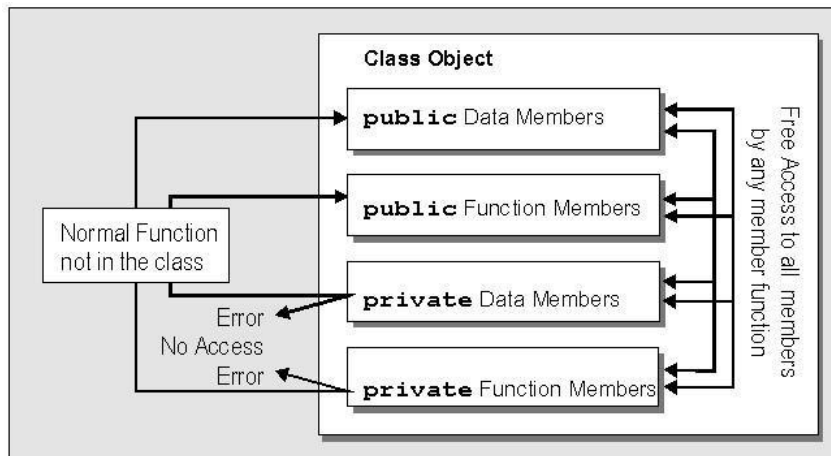 Class Object
public Data Members
public Function Members
private Data Members
private Function Members
Normal Function
not in the class
Error
No Access
Error
Free Access to all members
by any member function